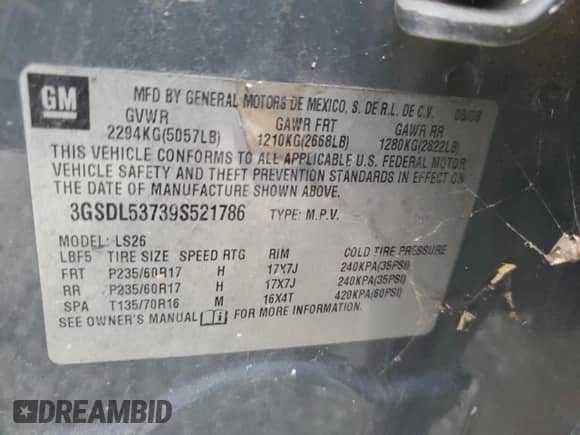 GM
MFD BY GENERAL MOTORS DE MEXICO, S. DE R.L. DE C.V. 08/08
GVWR GAWR FRT GAWR RR
2294KG(5057LB) 1210KG(2668LB) 1280KG(2822LB)
THIS VEHICLE CONFORMS TO ALL APPLICABLE U.S. FEDERAL MOTOR
VEHICLE SAFETY AND THEFT PREVENTION STANDARDS IN EFFECT ON
THE DATE OF MANUFACTURE SHOWN ABOVE.
3GSDL53739S521786 TYPE: M.P.V.
MODEL: LS26
LBF5 TIRE SIZE SPEED RTG RIM COLD TIRE PRESSURE
FRT P235/60R17 H 17X7J 240KPA(35PSI)
RR P235/60R17 H 17X7J 240KPA(35PSI)
SPA T135/70R16 M 16X4T 420KPA(60PSI)
SEE OWNER'S MANUAL FOR MORE INFORMATION.
DREAMBID